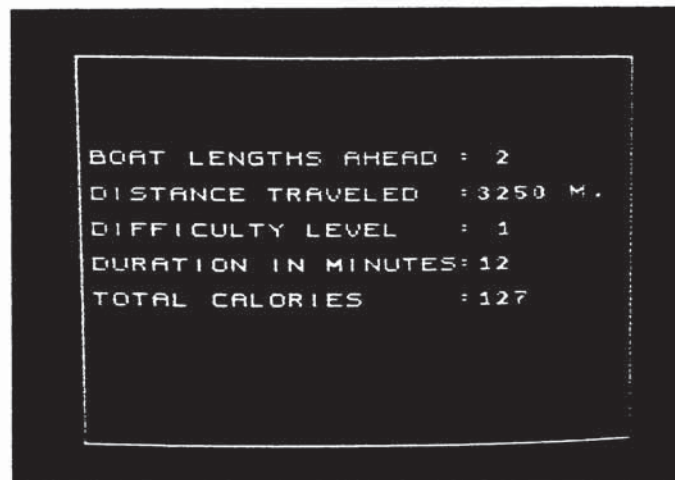 BOAT LENGTHS AHEAD : 2
DISTANCE TRAVELED :3250 M.
DIFFICULTY LEVEL : 1
DURATION IN MINUTES:12
TOTAL CALORIES :127